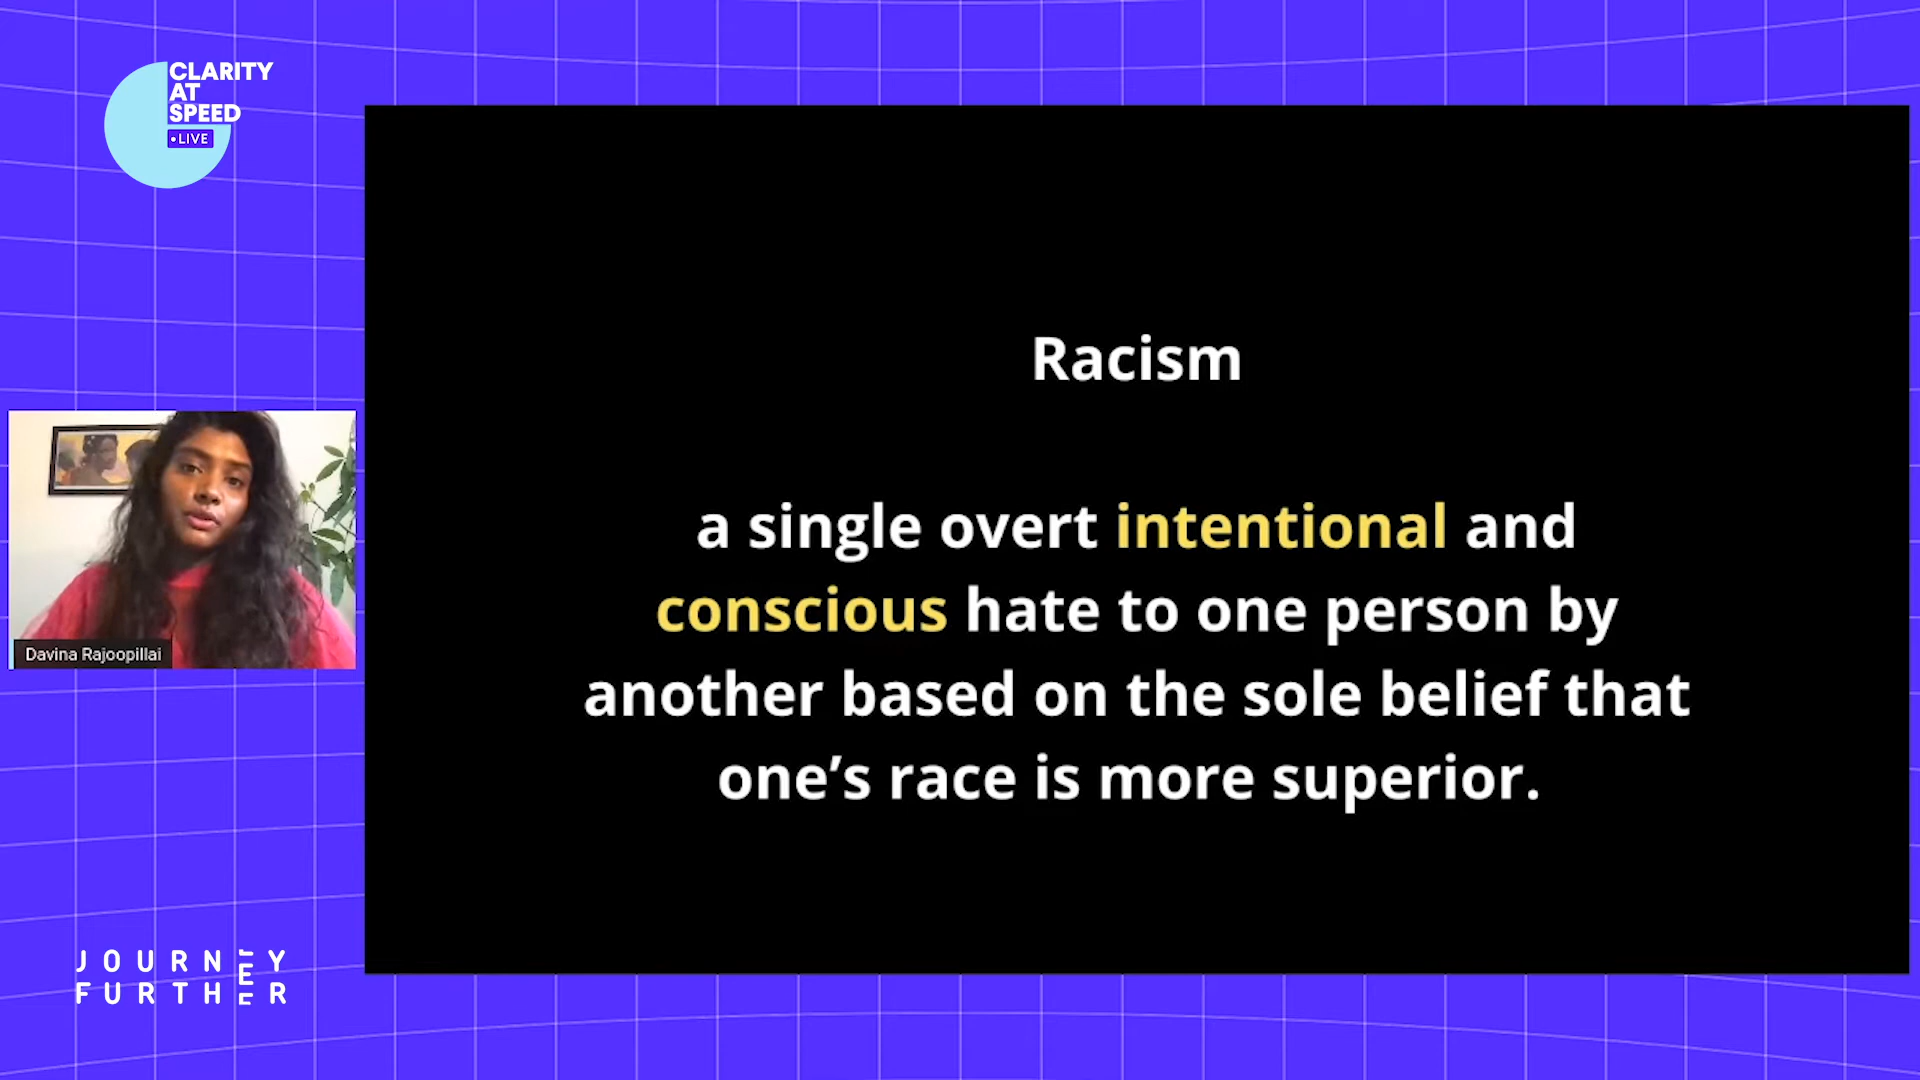 CLARITY
AT
SPEED
•LIVE
Racism
a single overt intentional and
conscious hate to one person by
another based on the sole belief that
one’s race is more superior.
Davina Rajoopillai
JOURNEY
FURTHER